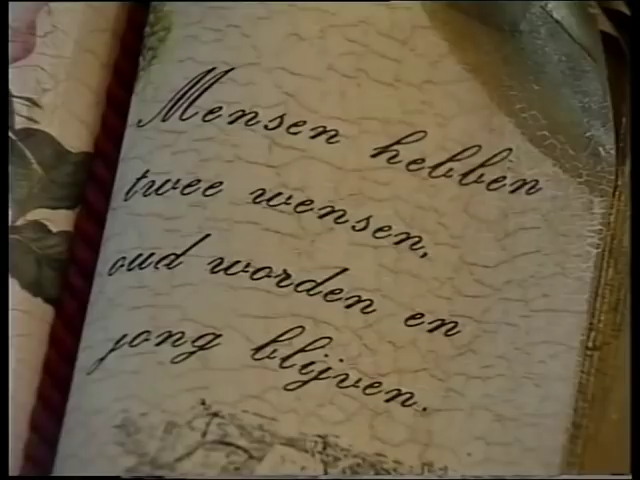 Mensen hebben
twee wensen,
oud worden en
jong blijven.